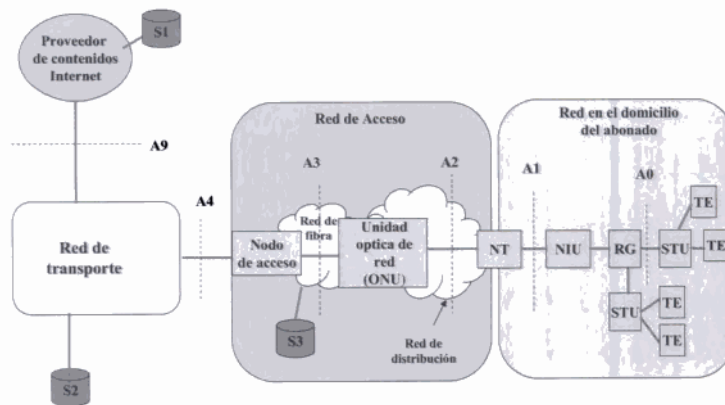 S1
Proveedor
de contenidos
Internet
A9
A4
Red de
transporte
S2
Red de Acceso
A3
A2
Red de
fibra
Nodo
de acceso
Unidad
optica de
red
(ONU)
S3
Red de
distribución
NT
Red en el domicilio
del abonado
A1
A0
NIU
RG
STU
TE
TE
STU
TE
TE